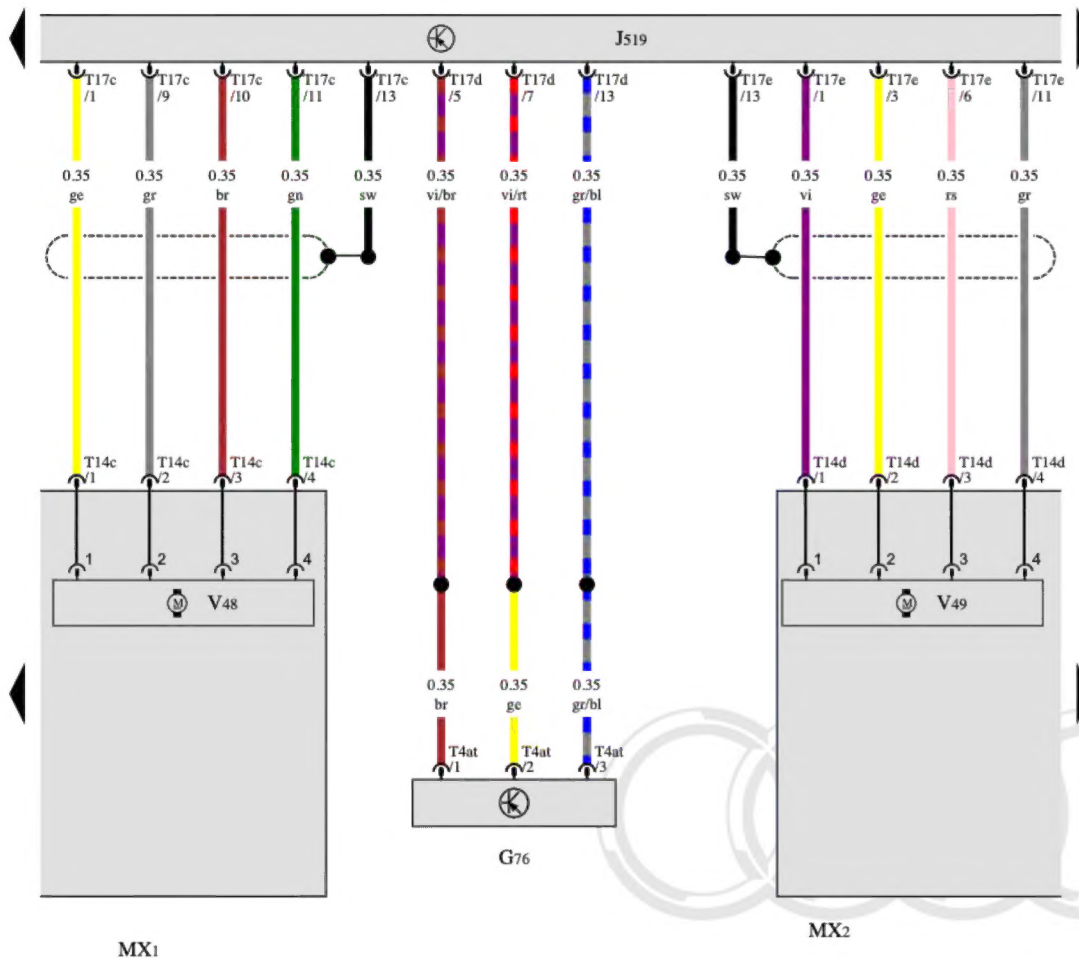 J519
T17c T17c T17c T17c T17c T17d T17d T17d T17e T17e T17e T17e T17e
/1 /9 /10 /11 /13 /5 /7 /13 /13 /1 /3 /6 /11
0.35 0.35 0.35 0.35 0.35 0.35 0.35 0.35 0.35 0.35 0.35 0.35 0.35
ge gr br gn sw vi/br vi/rt gr/bl sw vi ge rs gr
T14c T14c T14c T14c T14d T14d T14d T14d
/1 /2 /3 /4 /1 /2 /3 /4
1 2 3 4 1 2 3 4
M V48 M V49
0.35 0.35 0.35
br ge gr/bl
T4at T4at T4at
/1 /2 /3
G76
MX1 MX2